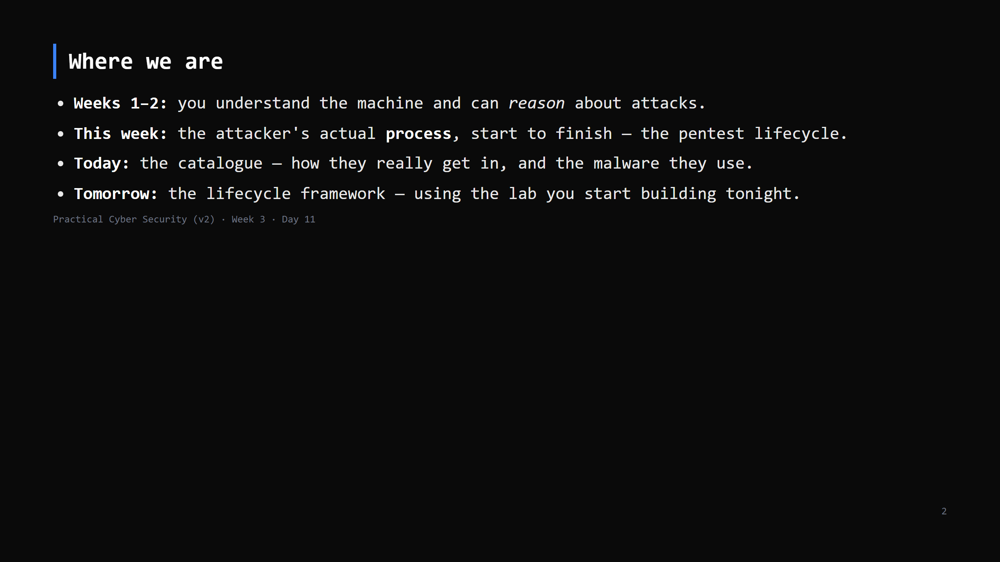 Where we are
• Weeks 1–2: you understand the machine and can reason about attacks.
• This week: the attacker's actual process, start to finish — the pentest lifecycle.
• Today: the catalogue — how they really get in, and the malware they use.
• Tomorrow: the lifecycle framework — using the lab you start building tonight.
Practical Cyber Security (v2) · Week 3 · Day 11
2